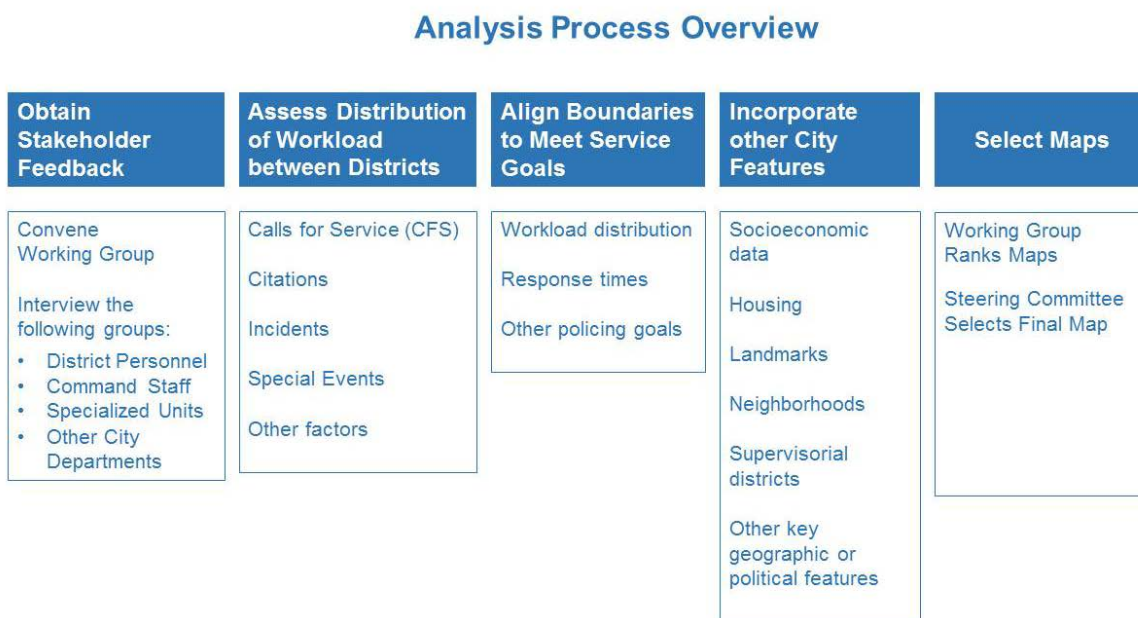 Analysis Process Overview
Obtain
Stakeholder
Feedback
Convene
Working Group
Interview the
following groups:
• District Personnel
• Command Staff
• Specialized Units
• Other City
Departments
Assess Distribution
of Workload
between Districts
Calls for Service (CFS)
Citations
Incidents
Special Events
Other factors
Align Boundaries
to Meet Service
Goals
Workload distribution
Response times
Other policing goals
Incorporate
other City
Features
Socioeconomic
data
Housing
Landmarks
Neighborhoods
Supervisorial
districts
Other key
geographic or
political features
Select Maps
Working Group
Ranks Maps
Steering Committee
Selects Final Map